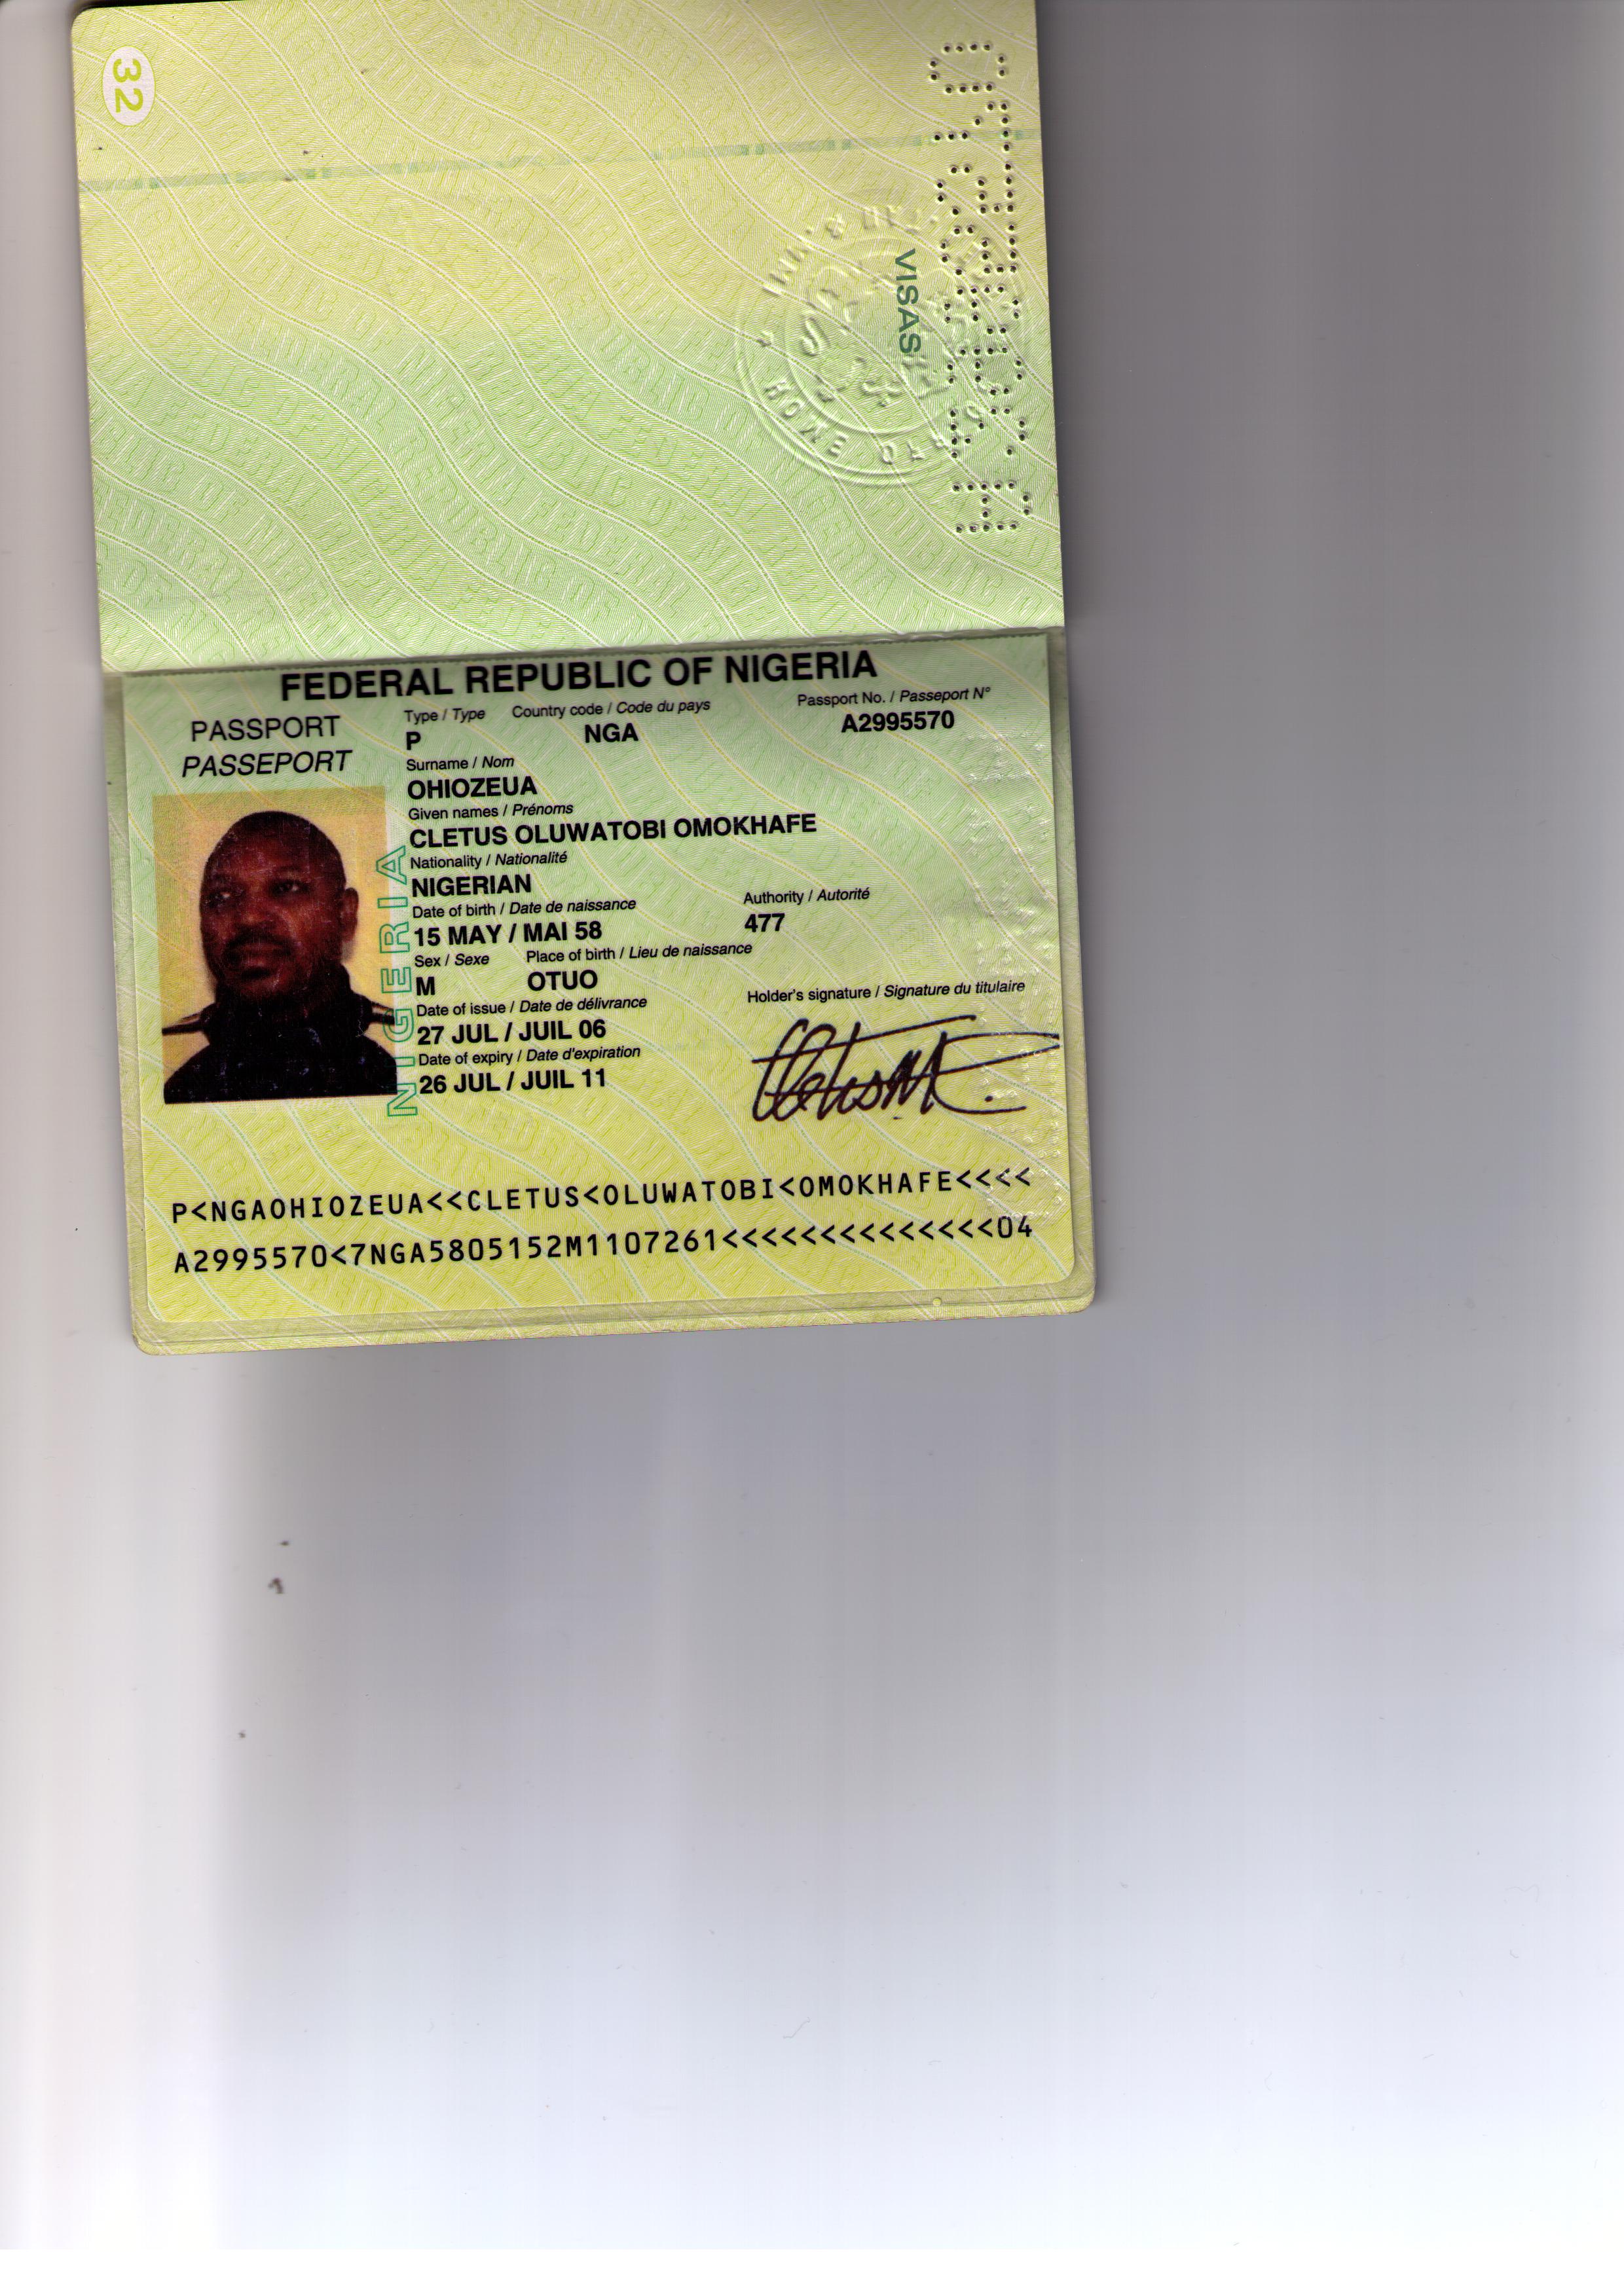 32
VISAS
FEDERAL REPUBLIC OF NIGERIA
PASSPORT
PASSEPORT
Type / Type Country code / Code du pays Passport No. / Passeport N°
P NGA A2995570
Surname / Nom
OHIOZEUA
Given names / Prénoms
CLETUS OLUWATOBI OMOKHAFE
Nationality / Nationalité
NIGERIAN
Date of birth / Date de naissance Authority / Autorité
15 MAY / MAI 58 477
Sex / Sexe Place of birth / Lieu de naissance
M OTUO
Date of issue / Date de délivrance Holder's signature / Signature du titulaire
27 JUL / JUIL 06
Date of expiry / Date d'expiration
26 JUL / JUIL 11
NIGERIA
P<NGAOHIOZEUA<<CLETUS<OLUWATOBI<OMOKHAFE<<<<
A2995570<7NGA5805152M1107261<<<<<<<<<<<<<<04